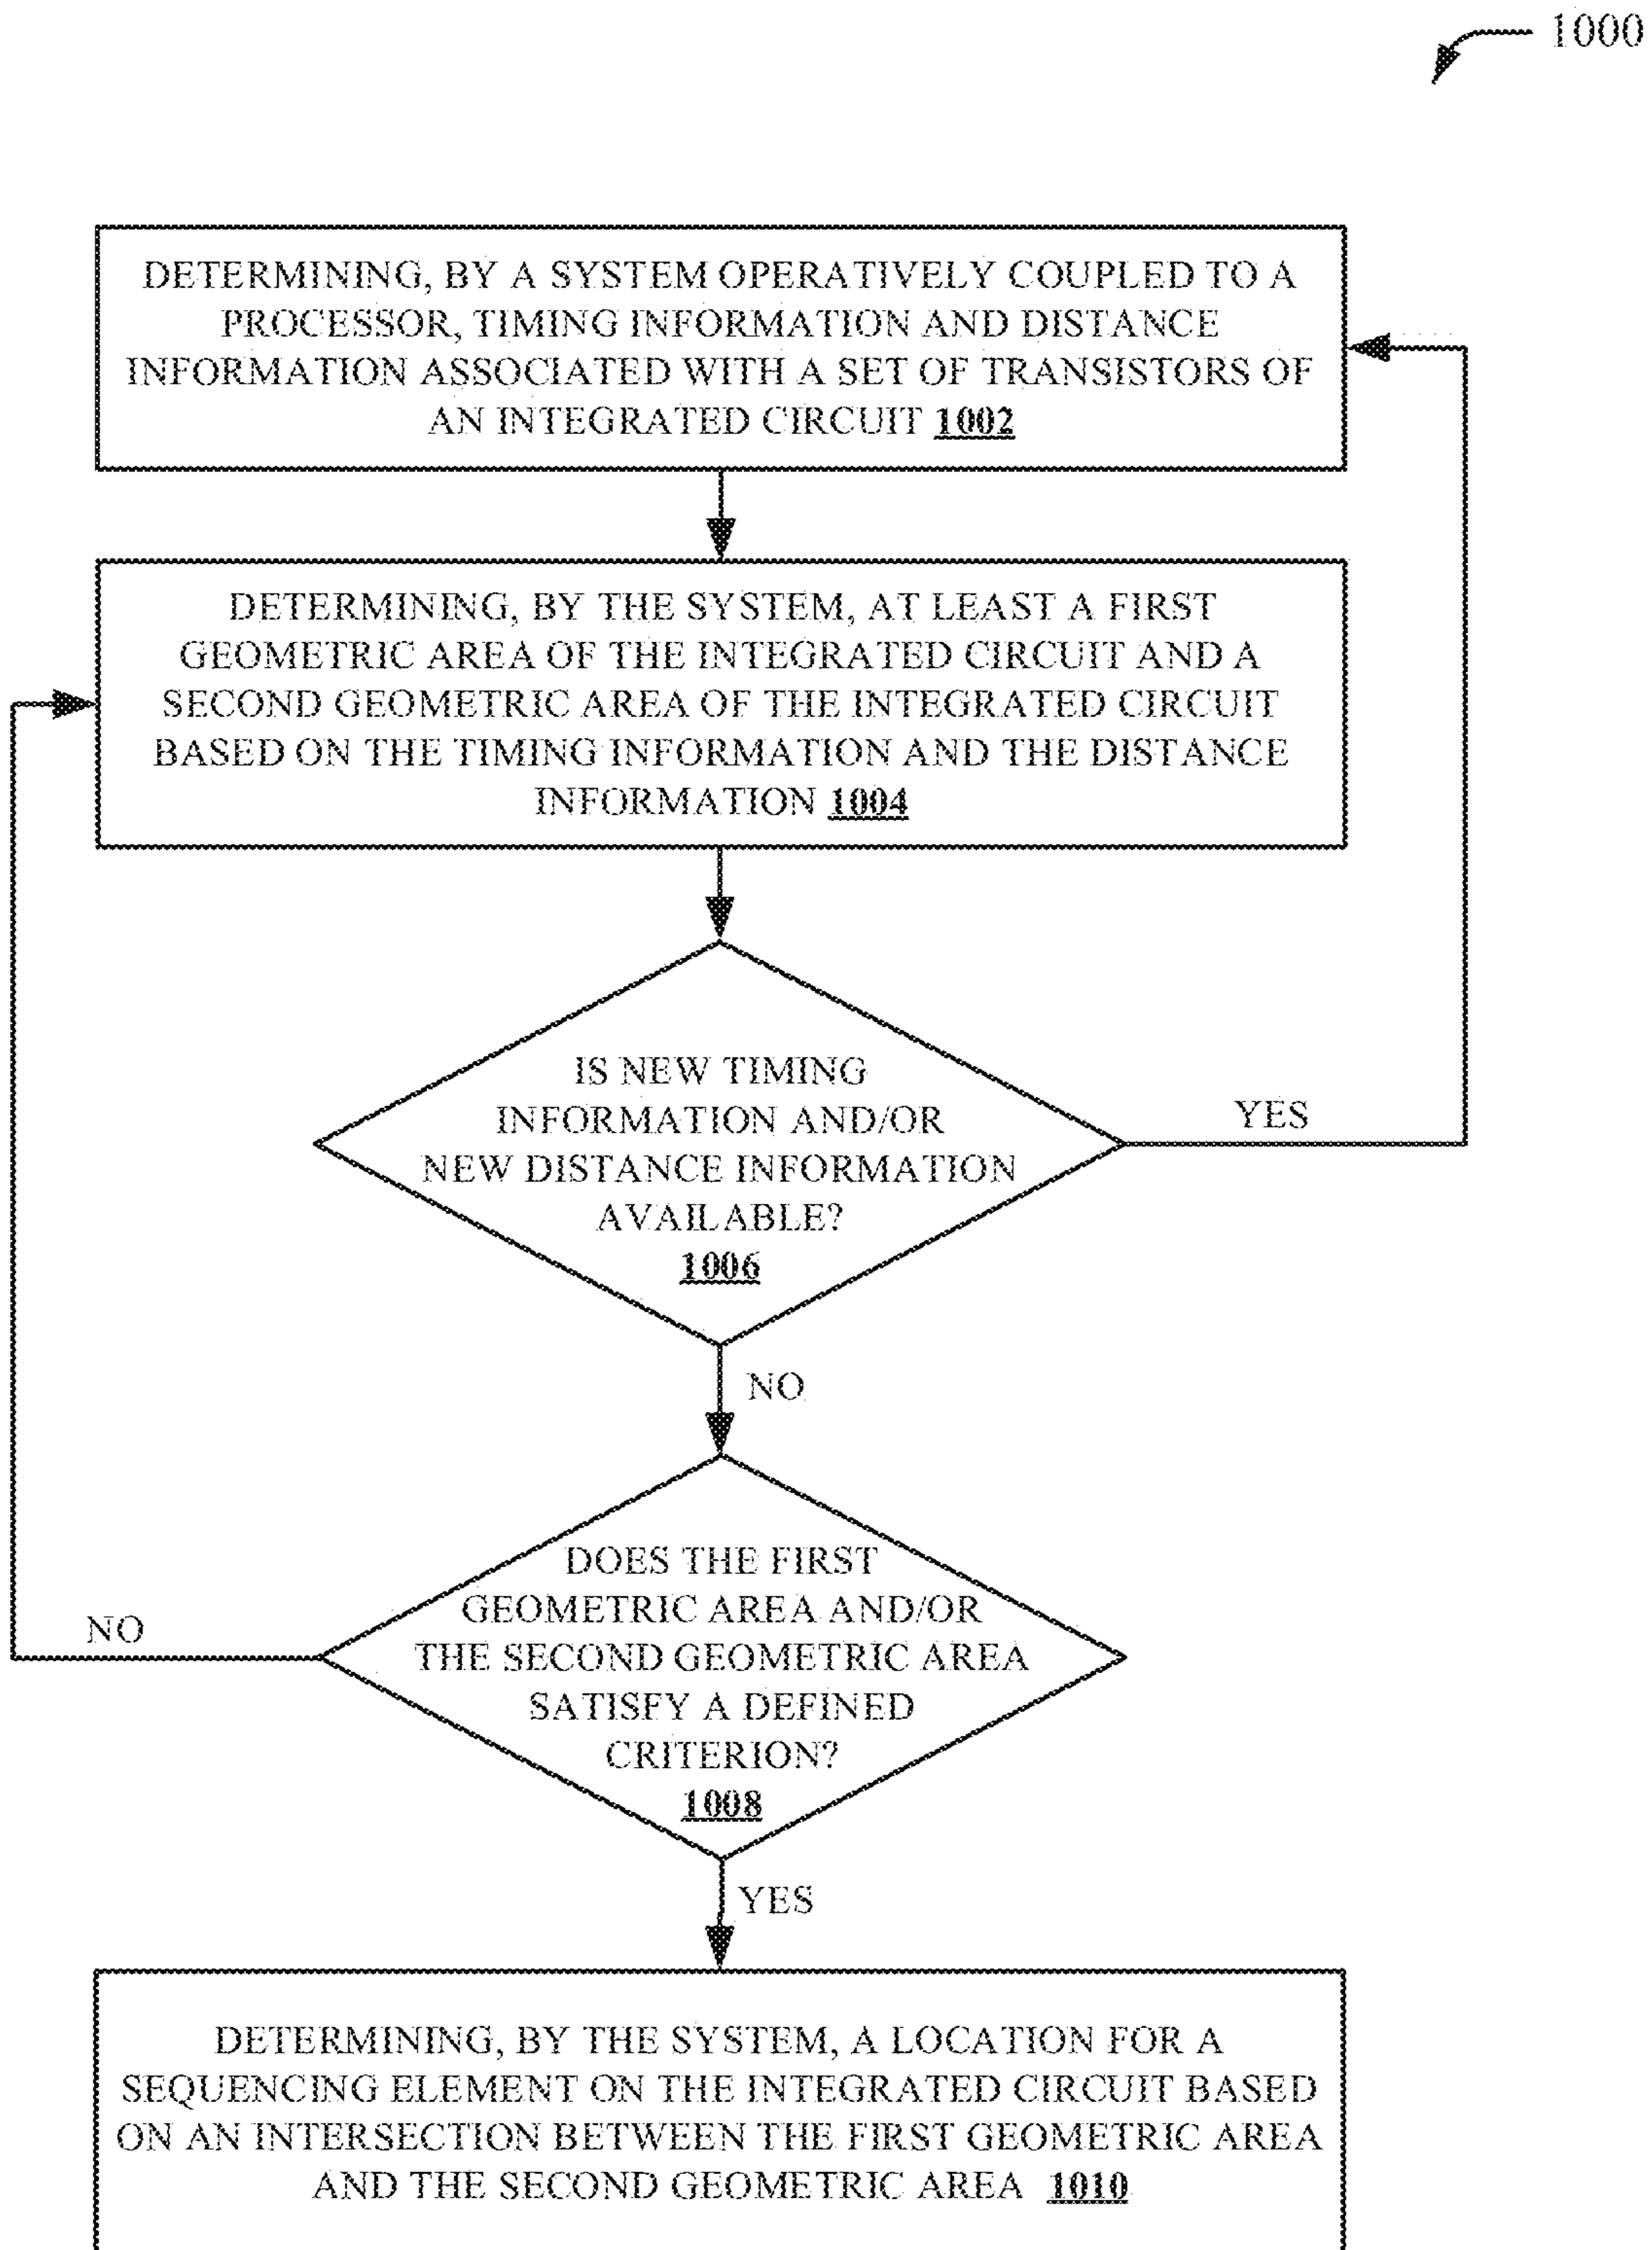 1000
DETERMINING, BY A SYSTEM OPERATIVELY COUPLED TO A
PROCESSOR, TIMING INFORMATION AND DISTANCE
INFORMATION ASSOCIATED WITH A SET OF TRANSISTORS OF
AN INTEGRATED CIRCUIT 1002
DETERMINING, BY THE SYSTEM, AT LEAST A FIRST
GEOMETRIC AREA OF THE INTEGRATED CIRCUIT AND A
SECOND GEOMETRIC AREA OF THE INTEGRATED CIRCUIT
BASED ON THE TIMING INFORMATION AND THE DISTANCE
INFORMATION 1004
IS NEW TIMING
INFORMATION AND/OR
NEW DISTANCE INFORMATION
AVAILABLE?
1006
YES
NO
DOES THE FIRST
GEOMETRIC AREA AND/OR
THE SECOND GEOMETRIC AREA
SATISFY A DEFINED
CRITERION?
1008
NO
YES
DETERMINING, BY THE SYSTEM, A LOCATION FOR A
SEQUENCING ELEMENT ON THE INTEGRATED CIRCUIT BASED
ON AN INTERSECTION BETWEEN THE FIRST GEOMETRIC AREA
AND THE SECOND GEOMETRIC AREA 1010